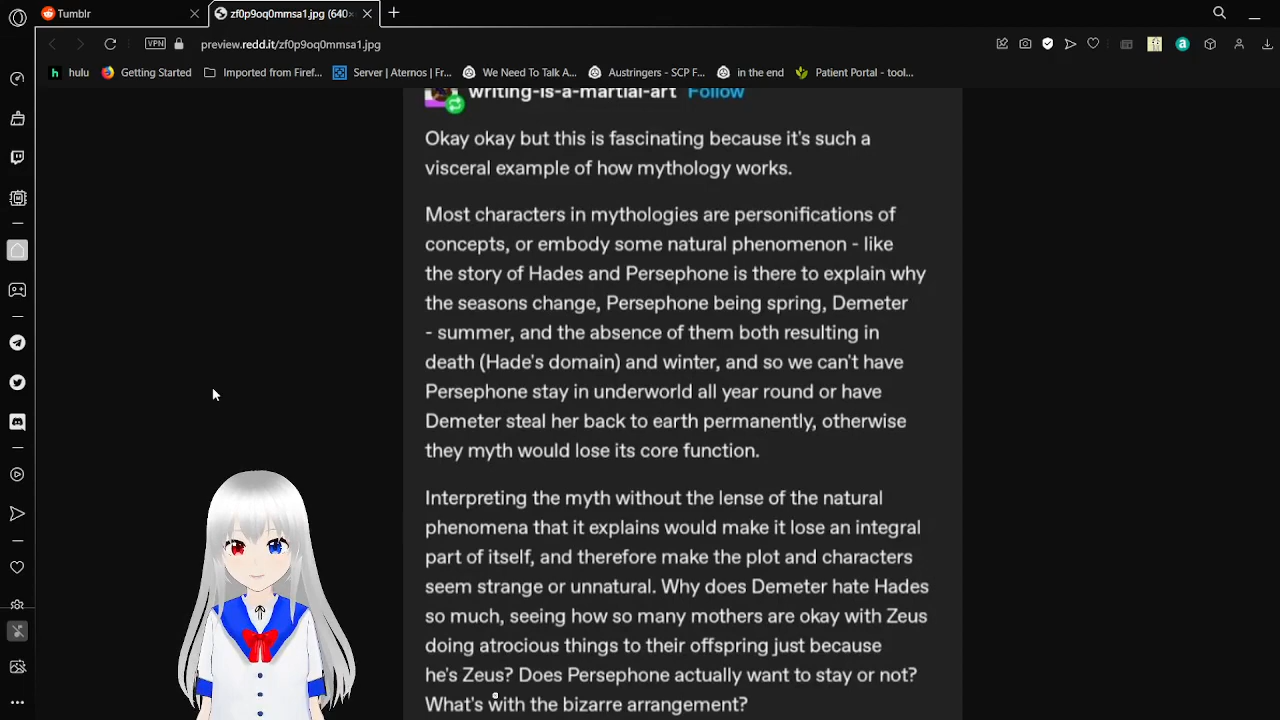 Tumblr
zf0p9oq0mmsa1.jpg (640×
VPN
preview.redd.it/zf0p9oq0mmsa1.jpg
hulu
Getting Started
Imported from Firef...
Server | Aternos | Fr...
We Need To Talk A...
Austringers - SCP F...
in the end
Patient Portal - tool...
writing-is-a-martial-art Follow
Okay okay but this is fascinating because it's such a
visceral example of how mythology works.
Most characters in mythologies are personifications of
concepts, or embody some natural phenomenon - like
the story of Hades and Persephone is there to explain why
the seasons change, Persephone being spring, Demeter
- summer, and the absence of them both resulting in
death (Hade's domain) and winter, and so we can't have
Persephone stay in underworld all year round or have
Demeter steal her back to earth permanently, otherwise
they myth would lose its core function.
Interpreting the myth without the lense of the natural
phenomena that it explains would make it lose an integral
part of itself, and therefore make the plot and characters
seem strange or unnatural. Why does Demeter hate Hades
so much, seeing how so many mothers are okay with Zeus
doing atrocious things to their offspring just because
he's Zeus? Does Persephone actually want to stay or not?
What's with the bizarre arrangement?